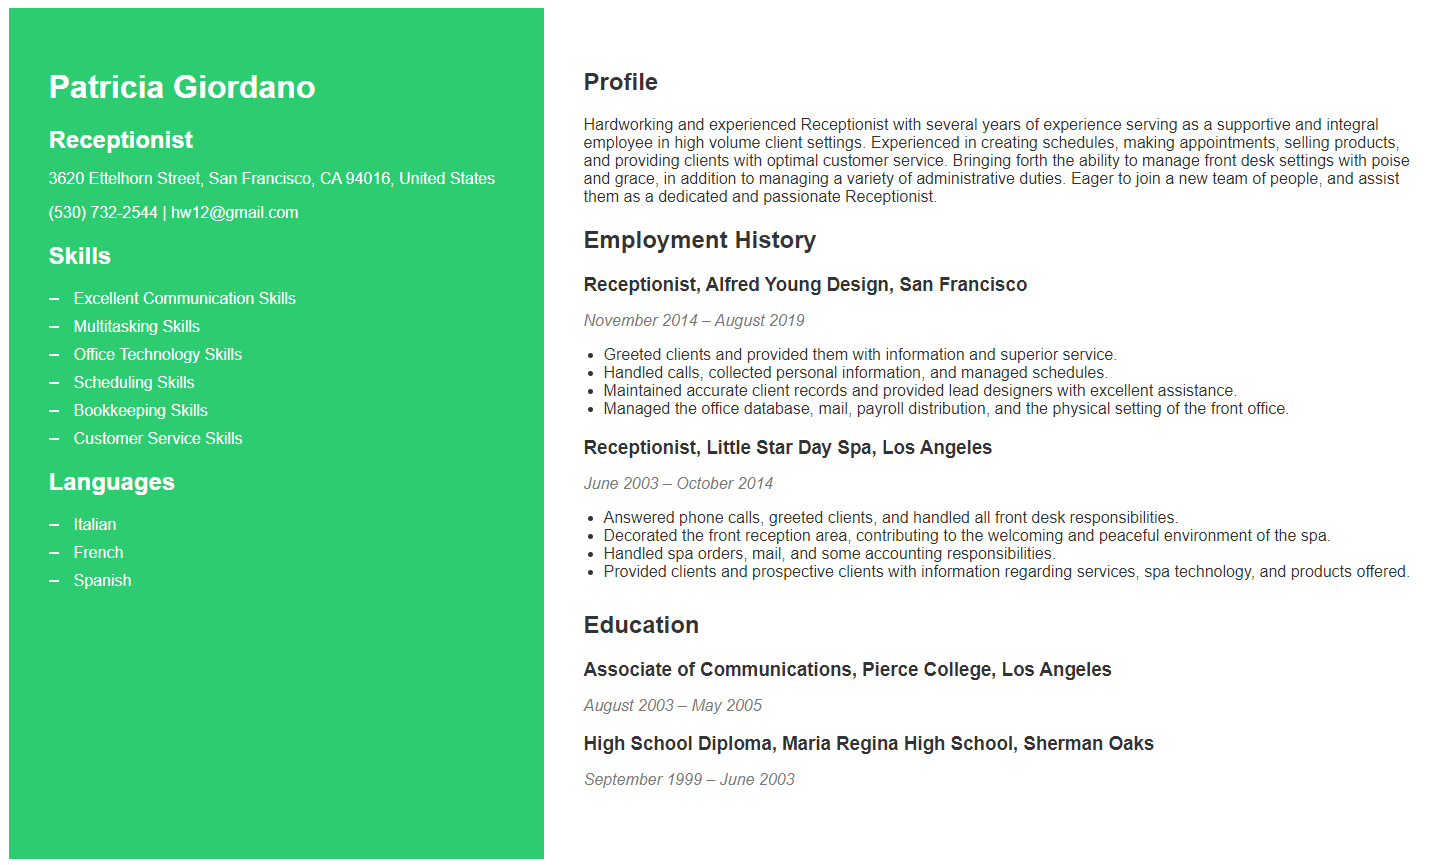 Patricia Giordano
Receptionist
3620 Ettelhorn Street, San Francisco, CA 94016, United States
(530) 732-2544 | hw12@gmail.com
Skills
– Excellent Communication Skills
– Multitasking Skills
– Office Technology Skills
– Scheduling Skills
– Bookkeeping Skills
– Customer Service Skills
Languages
– Italian
– French
– Spanish
Profile
Hardworking and experienced Receptionist with several years of experience serving as a supportive and integral
employee in high volume client settings. Experienced in creating schedules, making appointments, selling products,
and providing clients with optimal customer service. Bringing forth the ability to manage front desk settings with poise
and grace, in addition to managing a variety of administrative duties. Eager to join a new team of people, and assist
them as a dedicated and passionate Receptionist.
Employment History
Receptionist, Alfred Young Design, San Francisco
November 2014 – August 2019
• Greeted clients and provided them with information and superior service.
• Handled calls, collected personal information, and managed schedules.
• Maintained accurate client records and provided lead designers with excellent assistance.
• Managed the office database, mail, payroll distribution, and the physical setting of the front office.
Receptionist, Little Star Day Spa, Los Angeles
June 2003 – October 2014
• Answered phone calls, greeted clients, and handled all front desk responsibilities.
• Decorated the front reception area, contributing to the welcoming and peaceful environment of the spa.
• Handled spa orders, mail, and some accounting responsibilities.
• Provided clients and prospective clients with information regarding services, spa technology, and products offered.
Education
Associate of Communications, Pierce College, Los Angeles
August 2003 – May 2005
High School Diploma, Maria Regina High School, Sherman Oaks
September 1999 – June 2003